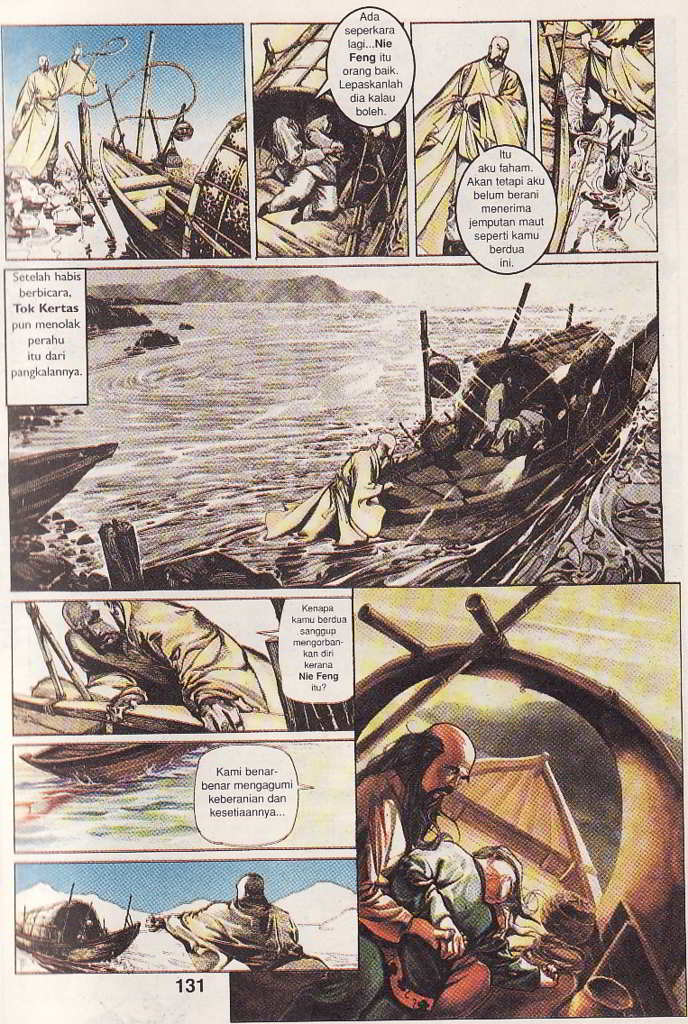 Ada
seperkara
lagi...Nie
Feng itu
orang baik.
Lepaskanlah
dia kalau
boleh.
Itu
aku faham.
Akan tetapi aku
belum berani
menerima
jemputan maut
seperti kamu
berdua
ini.
Setelah habis
berbicara,
Tok Kertas
pun menolak
perahu
itu dari
pangkalannya.
Kenapa
kamu berdua
sanggup
mengorban-
kan diri
kerana
Nie Feng
itu?
Kami benar-
benar mengagumi
keberanian dan
kesetiaannya...
131